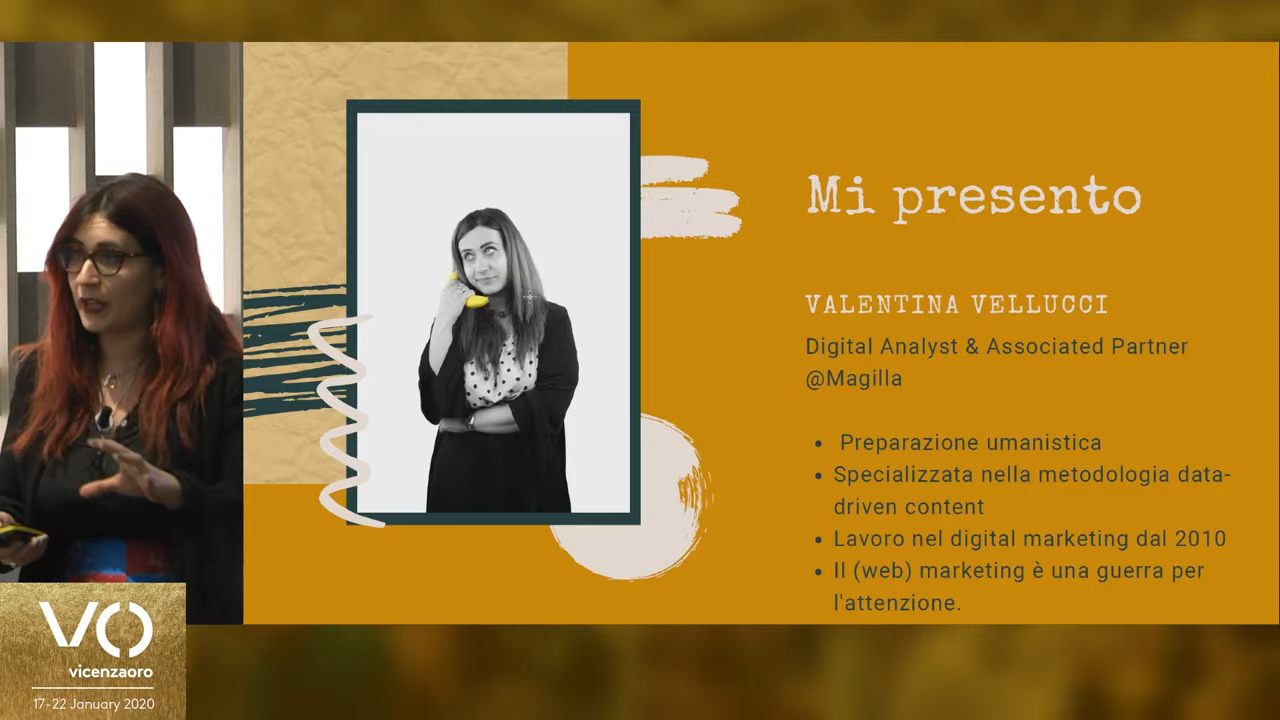 Mi presento
VALENTINA VELLUCCI
Digital Analyst & Associated Partner
@Magilla
• Preparazione umanistica
• Specializzata nella metodologia data-
driven content
• Lavoro nel digital marketing dal 2010
• Il (web) marketing è una guerra per
l'attenzione.
VO
vicenzaoro
17-22 January 2020